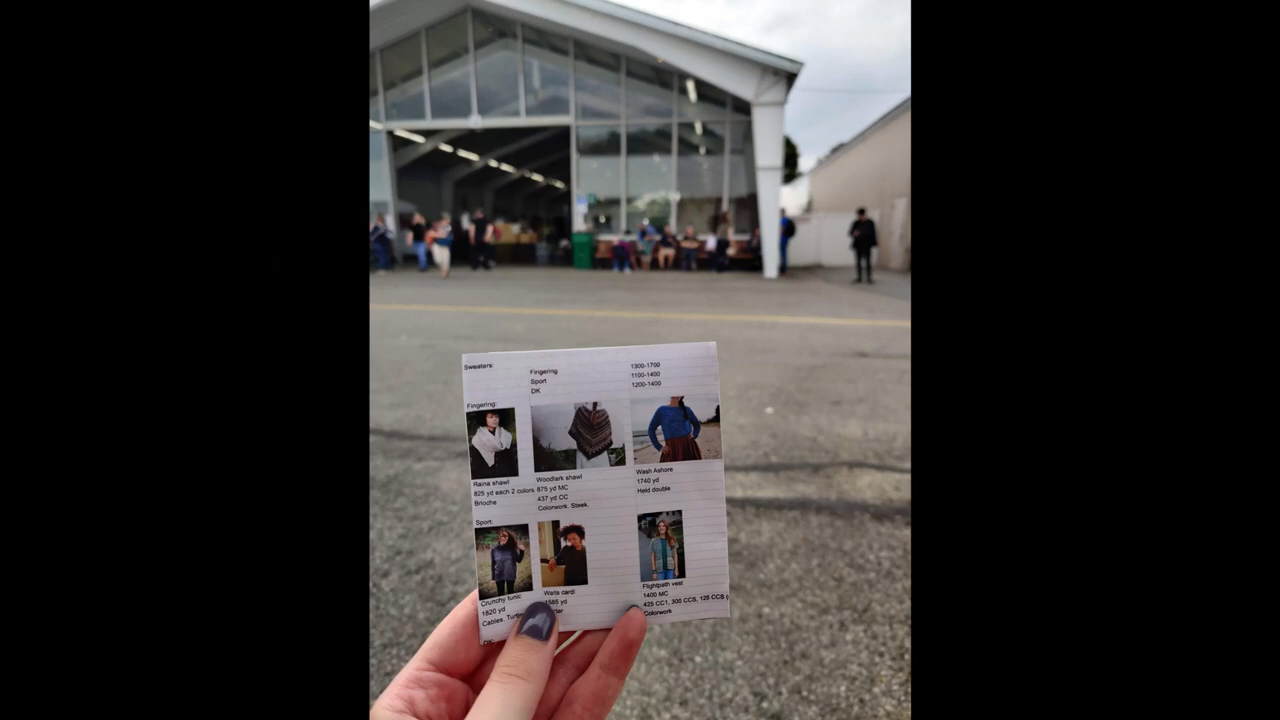 Sweaters:
Fingering 1300-1700
Sport 1100-1400
DK 1200-1400
Fingering:
Raina shawl
825 yd each 2 colors
Brioche
Woodlark shawl
875 yd MC
437 yd CC
Colorwork. Steek.
Wash Ashore
1740 yd
Held double
Sport:
Crunchy tunic
1820 yd
Cables.
Waits cardi
1585 yd
Flightpath vest
1400 MC
425 CC1, 300 CCS, 125 CCB
Colorwork
DK: